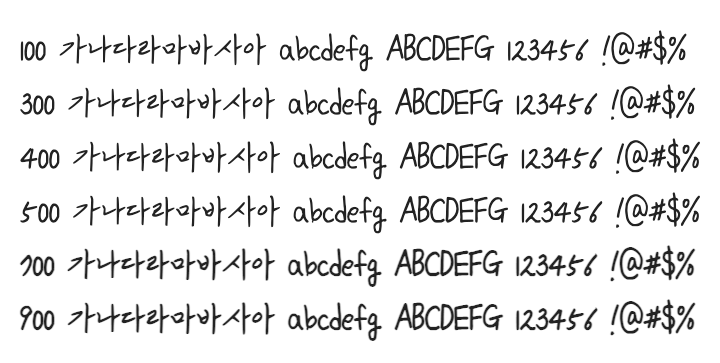 100 가나다라마바사아 abcdefg ABCDEFG 123456 !@#$%
300 가나다라마바사아 abcdefg ABCDEFG 123456 !@#$%
400 가나다라마바사아 abcdefg ABCDEFG 123456 !@#$%
500 가나다라마바사아 abcdefg ABCDEFG 123456 !@#$%
700 가나다라마바사아 abcdefg ABCDEFG 123456 !@#$%
900 가나다라마바사아 abcdefg ABCDEFG 123456 !@#$%